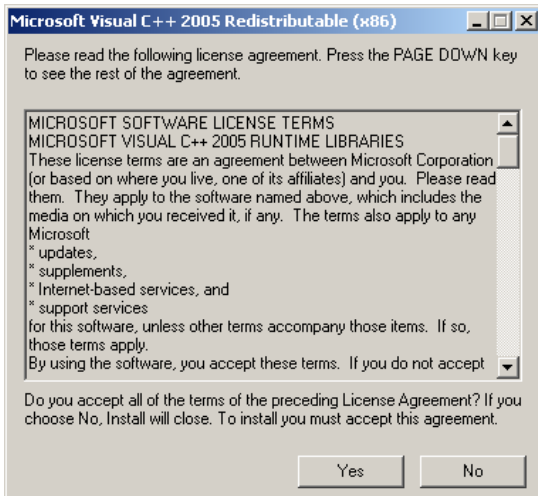 Microsoft Visual C++ 2005 Redistributable (x86)
Please read the following license agreement. Press the PAGE DOWN key
to see the rest of the agreement.
MICROSOFT SOFTWARE LICENSE TERMS
MICROSOFT VISUAL C++ 2005 RUNTIME LIBRARIES
These license terms are an agreement between Microsoft Corporation
(or based on where you live, one of its affiliates) and you.  Please read
them.  They apply to the software named above, which includes the
media on which you received it, if any.  The terms also apply to any
Microsoft
* updates,
* supplements,
* Internet-based services, and
* support services
for this software, unless other terms accompany those items.  If so,
those terms apply.
By using the software, you accept these terms.  If you do not accept
Do you accept all of the terms of the preceding License Agreement? If you
choose No, Install will close. To install you must accept this agreement.
Yes No